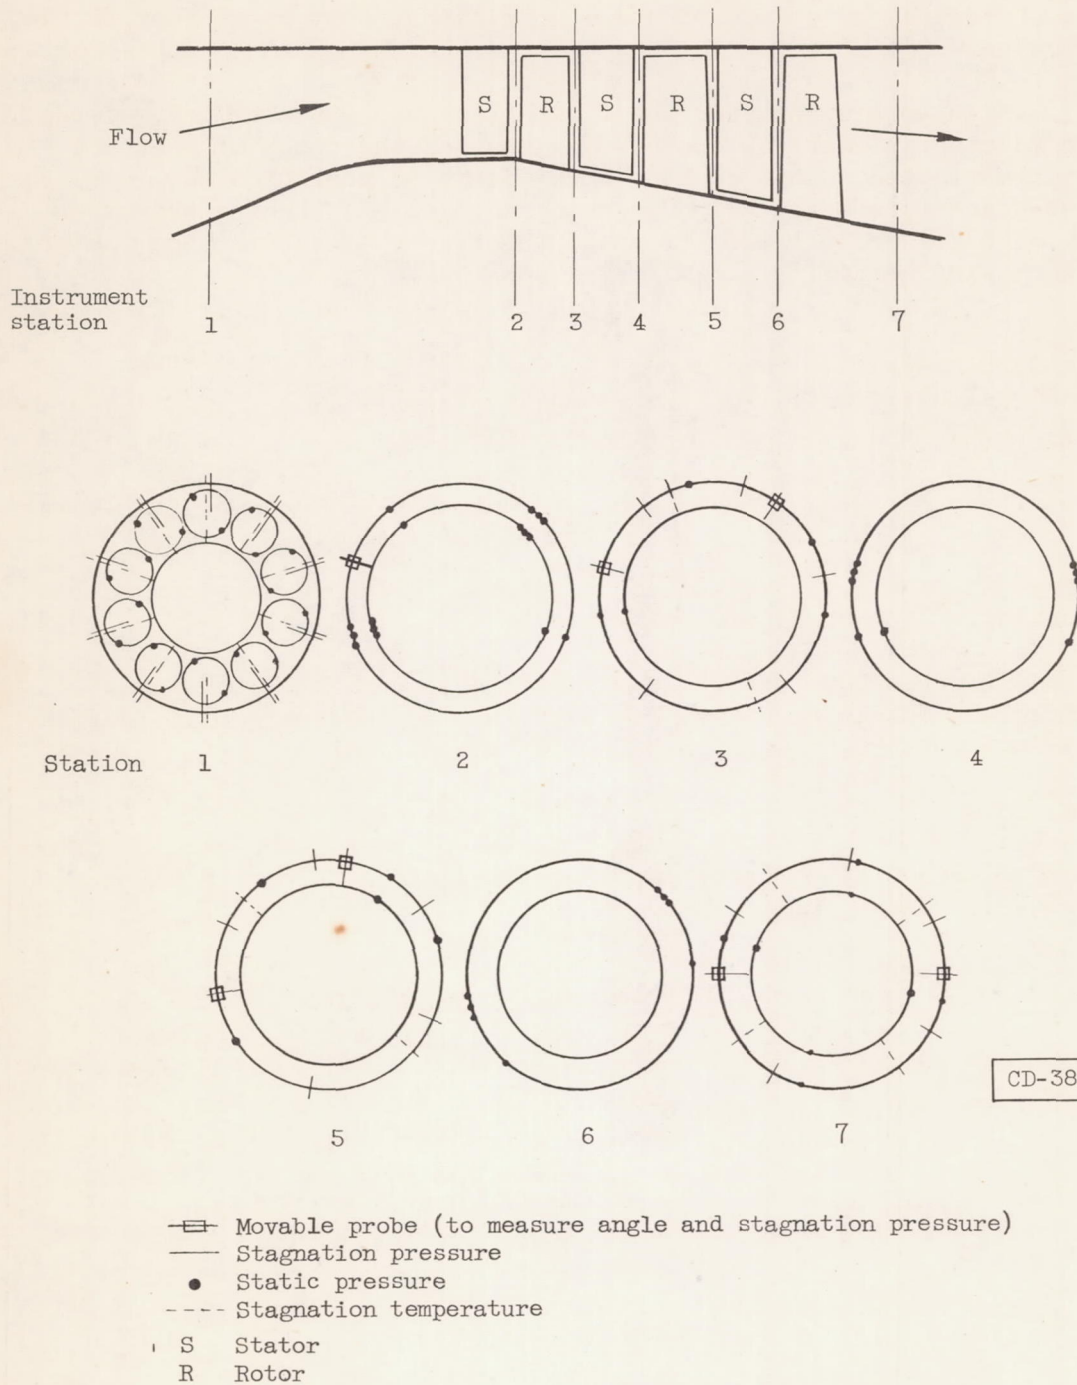 S R S R S R
Flow
Instrument
station 1 2 3 4 5 6 7
Station 1 2 3 4
CD-38
5 6 7
Movable probe (to measure angle and stagnation pressure)
Stagnation pressure
Static pressure
Stagnation temperature
S Stator
R Rotor